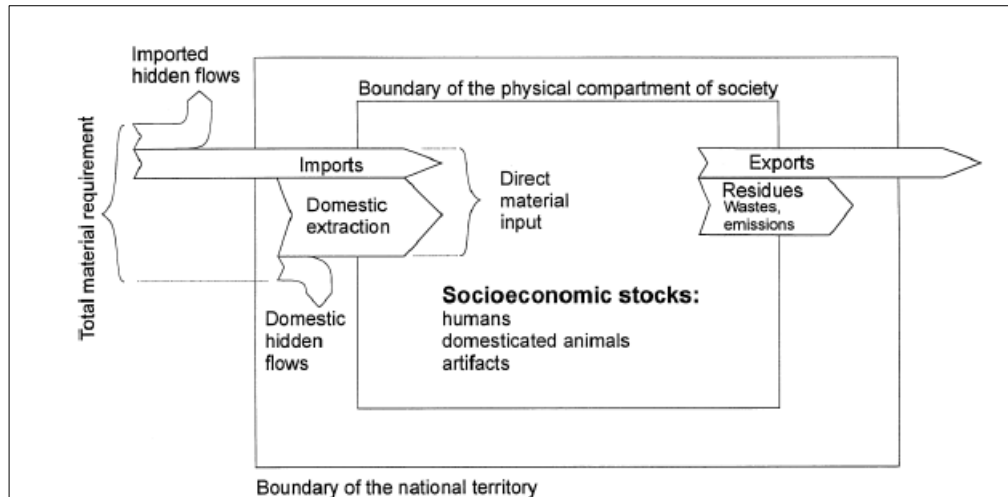 Imported
hidden flows
Boundary of the physical compartment of society
Total material requirement
Imports
Exports
Domestic
extraction
Direct
material
input
Residues
Wastes,
emissions
Domestic
hidden
flows
Socioeconomic stocks:
humans
domesticated animals
artifacts
Boundary of the national territory